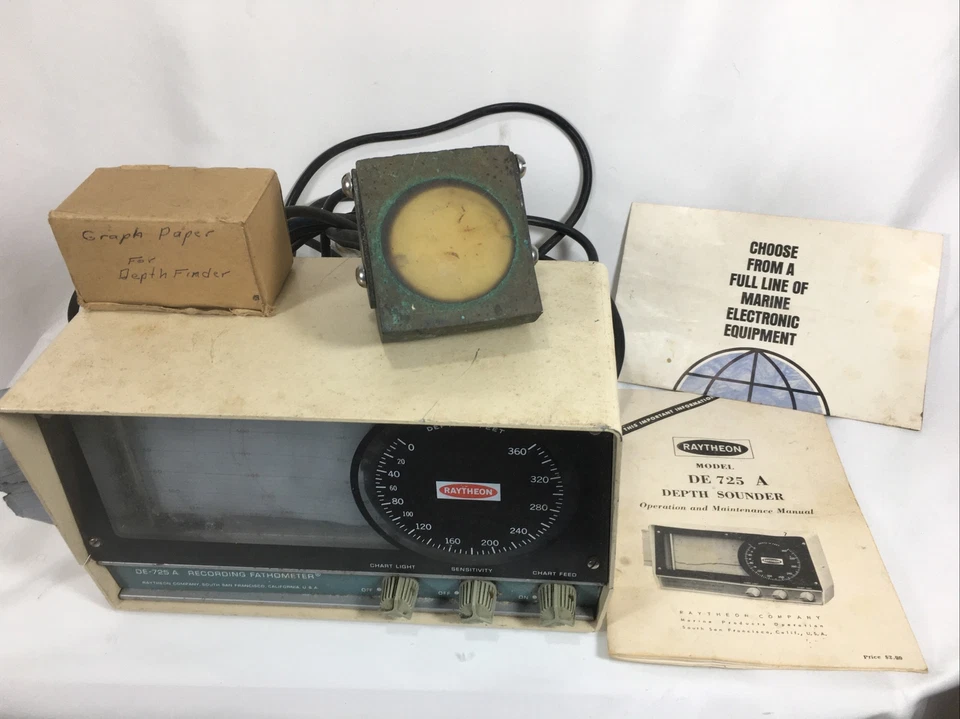 Graph Paper
For
Depth Finder
CHOOSE
FROM A
FULL LINE OF
MARINE
ELECTRONIC
EQUIPMENT
THIS IMPORTANT INFORMATION
RAYTHEON
MODEL
DE 725 A
DEPTH SOUNDER
Operation and Maintenance Manual
RAYTHEON COMPANY
Marine Products Operation
South San Francisco, Calif., U.S.A.
Price $2.00
0
20
40
60
80
100
120
160
200
240
280
320
360
RAYTHEON
CHART LIGHT
SENSITIVITY
CHART FEED
ON
ON
DE-725 A RECORDING FATHOMETER®
RAYTHEON COMPANY SOUTH SAN FRANCISCO, CALIFORNIA, U.S.A.